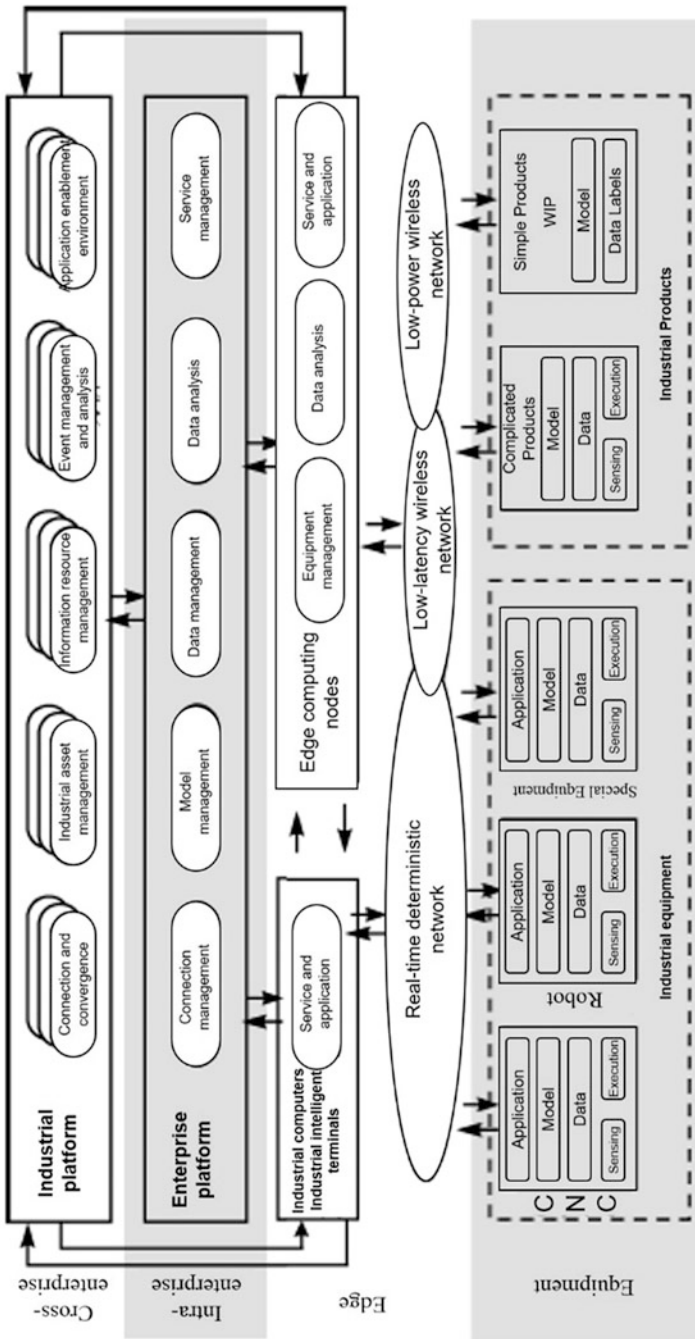 Cross-
enterprise
Industrial
platform
Connection and
convergence
Industrial asset
management
Information resource
management
Event management
and analysis
Application enablement
environment
Intra-
enterprise
Enterprise
platform
Connection
management
Model
management
Data management
Data analysis
Service
management
Edge
Industrial computers
Industrial intelligent
terminals
Service and
application
Edge computing
nodes
Equipment
management
Data analysis
Service and
application
Real-time deterministic
network
Low-latency wireless
network
Low-power wireless
network
Equipment
C
N
C
Application
Model
Data
Sensing
Execution
Robot
Application
Model
Data
Sensing
Execution
Special Equipment
Application
Model
Data
Sensing
Execution
Industrial equipment
Complicated
Products
Model
Data
Sensing
Execution
Simple Products
WIP
Model
Data Labels
Industrial Products